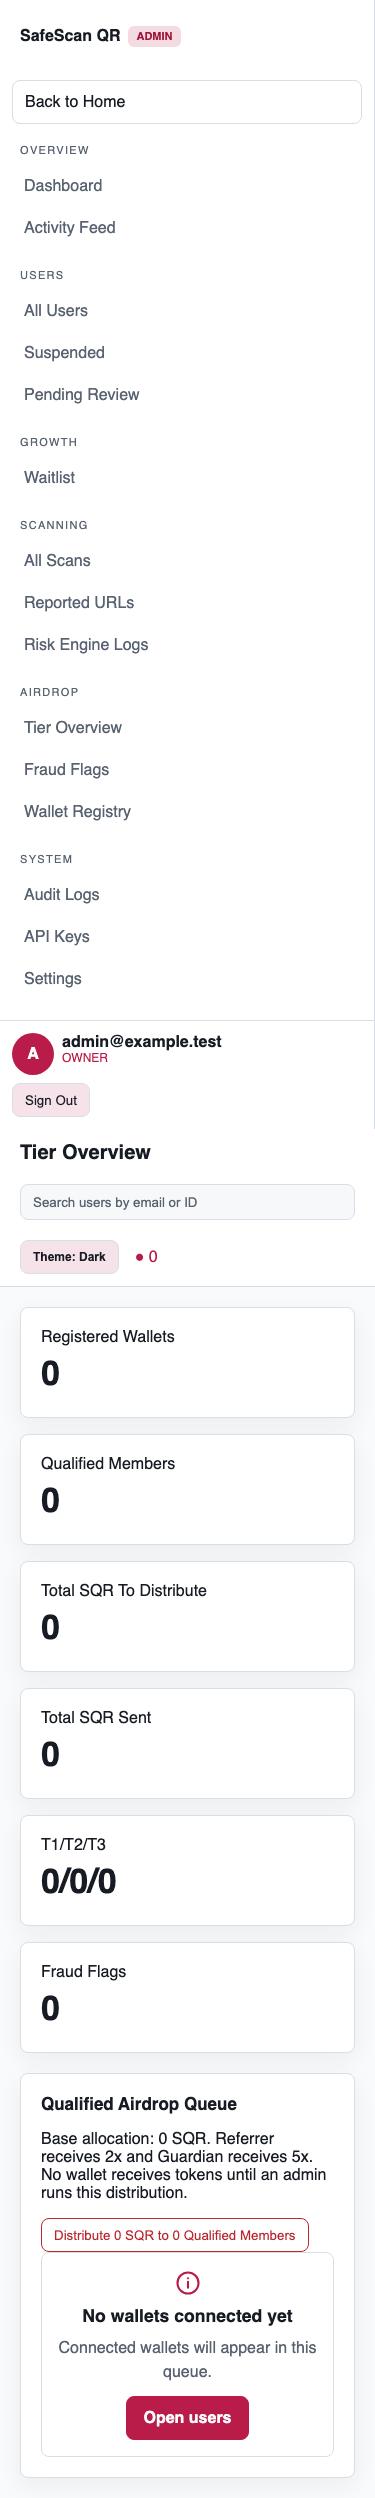 SafeScan QR ADMIN
Back to Home
OVERVIEW
Dashboard
Activity Feed
USERS
All Users
Suspended
Pending Review
GROWTH
Waitlist
SCANNING
All Scans
Reported URLs
Risk Engine Logs
AIRDROP
Tier Overview
Fraud Flags
Wallet Registry
SYSTEM
Audit Logs
API Keys
Settings
A
admin@example.test
OWNER
Sign Out
Tier Overview
Search users by email or ID
Theme: Dark 0
Registered Wallets
0
Qualified Members
0
Total SQR To Distribute
0
Total SQR Sent
0
T1/T2/T3
0/0/0
Fraud Flags
0
Qualified Airdrop Queue
Base allocation: 0 SQR. Referrer
receives 2x and Guardian receives 5x.
No wallet receives tokens until an admin
runs this distribution.
Distribute 0 SQR to 0 Qualified Members
No wallets connected yet
Connected wallets will appear in this
queue.
Open users